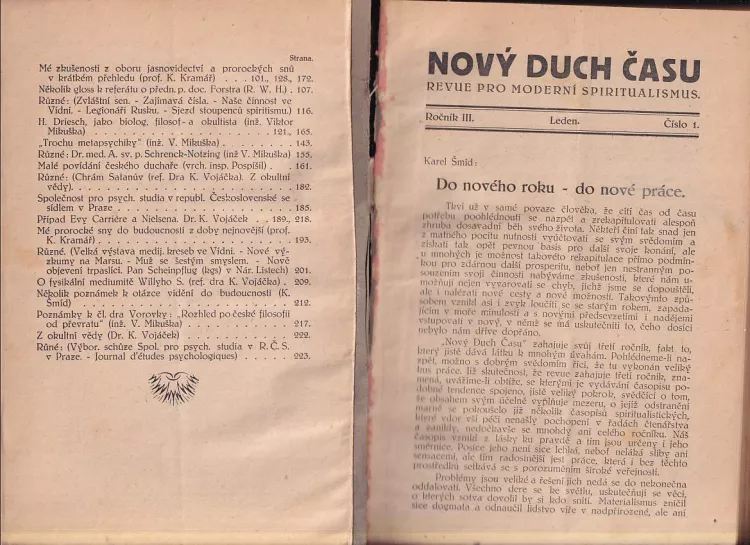 Strana.
Mé zkušenosti z oboru jasnovidectví a prorockých snů
v krátkém přehledu (prof. K. Kramář) . . . 101., 128., 172.
Několik gloss k referátu o předn. p. doc. Forstra (R. W. H.) . 107.
Různé: (Zvláštní sen. - Zajímavá čísla. - Naše činnost ve
Vídni. - Legionáři Rusku. - Sjezd stoupenců spiritismu.) 116.
H. Driesch, jako biolog, filosof-a okultista (inž. Viktor
Mikuška) . . . . . . . . . . . . . 121., 165.
„Trochu metapsychiky" (inž. V. Mikuška) . . . . . 143.
Různé: Dr. med. A. sv. p. Schrenck-Notzing (inž V. Mikuška) 155.
Malé povídání českého duchaře (vrch. insp. Pospíšil) . . 161.
Různé: (Chrám Satanův (ref. Dra K. Vojáčka). Z okultní
vědy). . . . . . . . . . . . . . . . 182.
Společnost pro psych. studia v republ. Československé se
sídlem v Praze . . . . . . . . . . . . . 185.
Případ Evy Carrière a Nielsena. Dr. K. Vojáček . 189., 218.
Mé prorocké sny do budoucnosti z doby nejnovější (prof.
K. Kramář) . . . . . . . . . . . . . . 193.
Různé. (Velká výstava medij. kreseb ve Vídni. - Nové vý-
zkumy na Marsu. - Muž se šestým smyslem. - Nově
objevení trpaslíci. Pan Scheinpflug (kgs) v Nár. Listech) 201.
O fysikální mediumitě Willyho S. (ref. dra K. Vojáčka) . 209.
Několik poznámek k otázce vidění do budoucnosti (K.
Šmíd) . . . . . . . . . . . . . . . . 212.
Poznámky k čl. dra Vorovky: „Rozhled po české filosofii
od převratu" (inž. V. Mikuška) . . . . . . . . 217.
Z okultní vědy (Dr. K. Vojáček) . . . . . . . . 222.
Růné: (Výbor. schůze Spol. pro psych. studia v R. Č. S.
v Praze. - Journal d'études psychologiques) . . . . 223.
NOVÝ DUCH ČASU
REVUE PRO MODERNÍ SPIRITUALISMUS.
Ročník III. Leden. Číslo 1.
Karel Šmíd:
Do nového roku - do nové práce.
Tkví už v samé povaze člověka, že cítí čas od času
potřebu poohlédnouti se nazpět a zrekapitulovati alespoň
zhruba dosavadní běh svého života. Někteří činí tak snad jen
z matného pocitu nutnosti vyúčtovati se svým svědomím a
získati tak opět pevnou basis pro další svoje konání, ale
u mnohých je možnost takovéto rekapitulace přímo podmín-
kou pro zdárnou další prosperitu, neboť jen nestranným po-
souzením svojí činnosti nabýváme zkušeností, které nám u-
možňují nejen vyvarovati se chyb, jichž jsme se dopouštěli,
ale i nalézati nové cesty a nové možnosti. Takovýmto způ-
sobem vznikl asi i zvyk loučiti se se starým rokem, zapada-
jícím v moře minulosti a s novými předsevzetími i nadějemi
vstupovati v nový, v němž se má uskutečniti to, čeho dosici
nebylo nám dříve dopřáno.
„Nový Duch Času" zahajuje svůj třetí ročník, fakt to,
který jistě dává látku k mnohým úvahám. Pohlédneme-li na-
zpět, možno s dobrým svědomím říci, že tu vykonán veliký
kus práce. Již skutečnost, že revue zahajuje třetí ročník, zna-
mená, uvážíme-li obtíže, se kterými je vydávání časopisu po-
dobné tendence spojeno, jistě veliký pokrok, svědčící o tom,
že obsahem svým účelně vyplňuje mezeru, o jejíž odstranění
marně se pokoušelo již několik časopisů spiritualistických,
které vdor vší péči nenašly pochopení v řadách čtenářstva
a zanikly, nedočkavše se mnohdy ani celého ročníku. Náš
časopis vznikl z lásky ku pravdě a tím jsou určeny i jeho
směrnice. Posice jeho není sice lehká, neboť neláká sliby ani
sensacemi, ale tím radostnější jest práce, která i bez těchto
prostředků setkává se s porozuměním široké veřejnosti.
Problémy jsou veliké a řešení jich nedá se do nekonečna
oddalovati. Všechno dere se ke světlu, uskutečňují se věci,
o kterých sotva dovolil by si kdo sníti. Materialismus zničil
sice dogmata a odnaučil lidstvo víře v nadpřirozené, ale ani